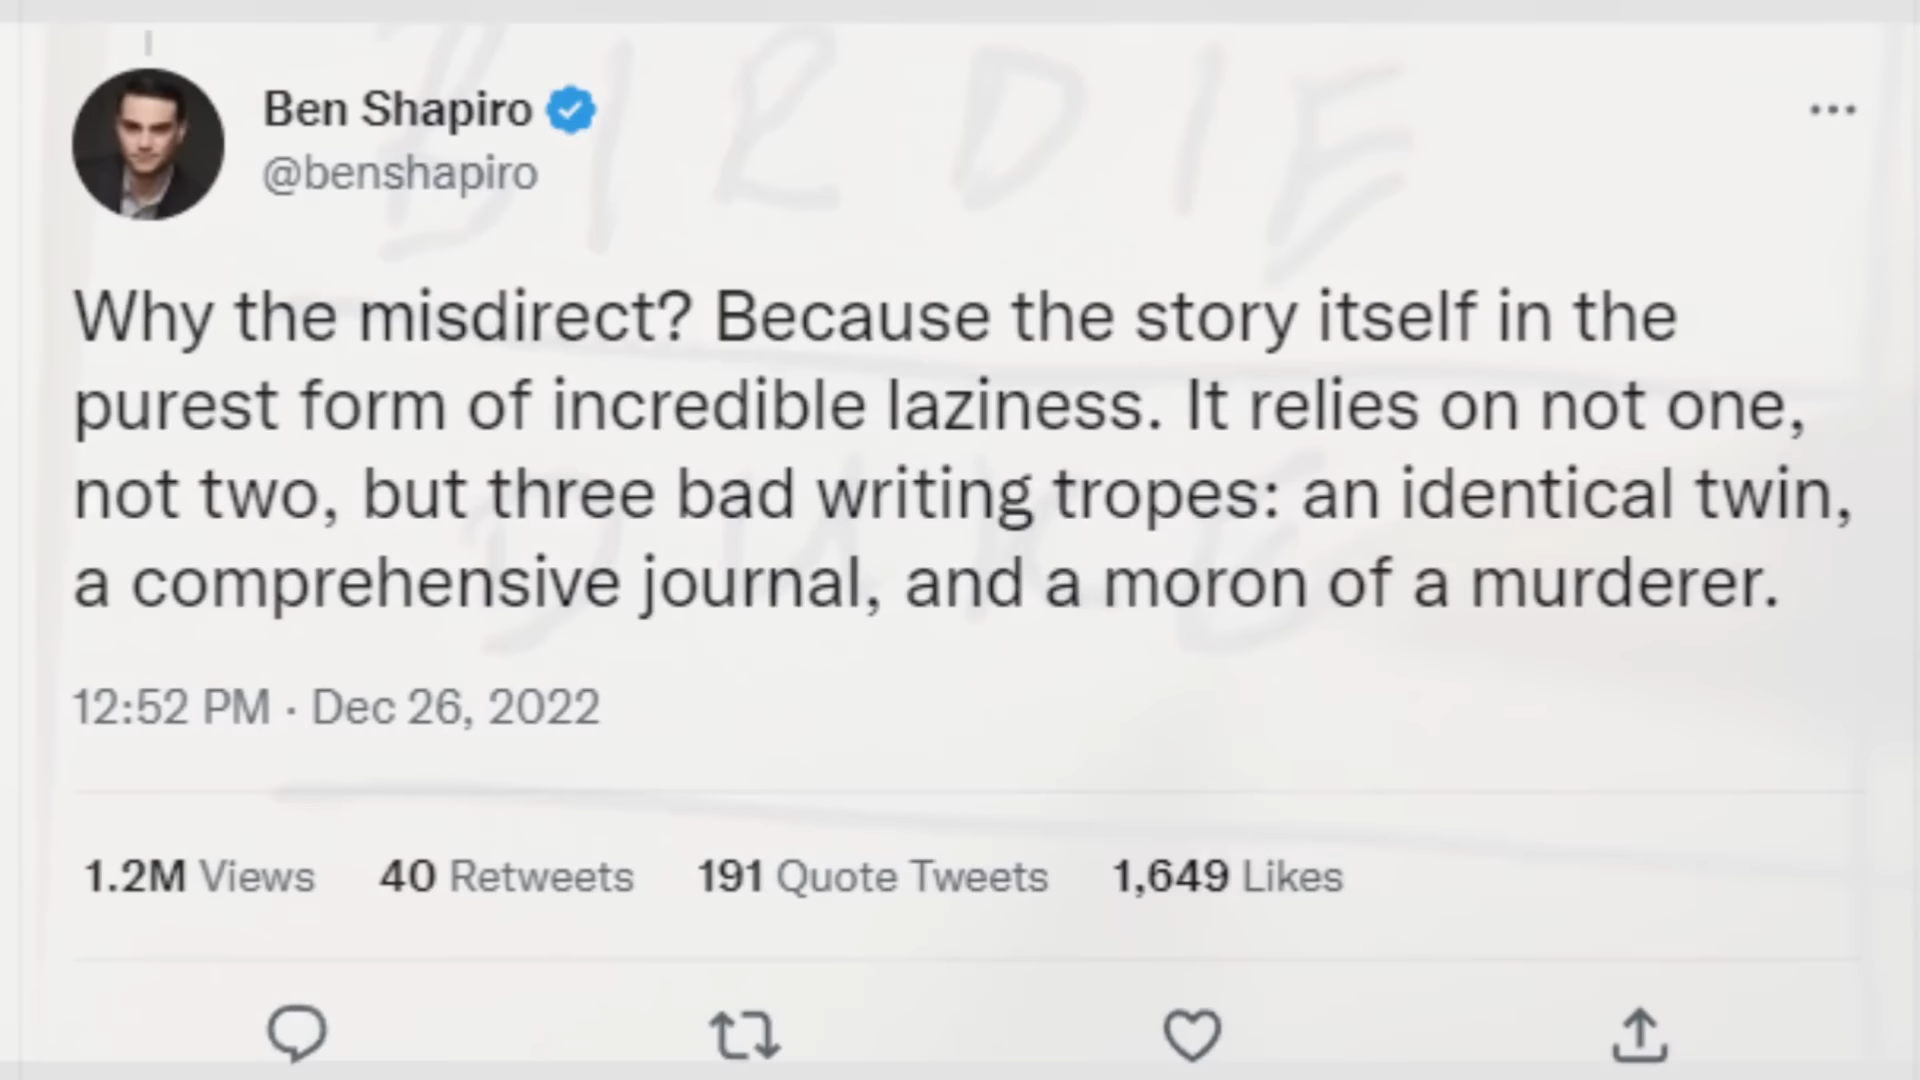 Ben Shapiro
@benshapiro
BIRDIE
Why the misdirect? Because the story itself in the
purest form of incredible laziness. It relies on not one,
not two, but three bad writing tropes: an identical twin,
DUKE
a comprehensive journal, and a moron of a murderer.
12:52 PM · Dec 26, 2022
1.2M Views 40 Retweets 191 Quote Tweets 1,649 Likes